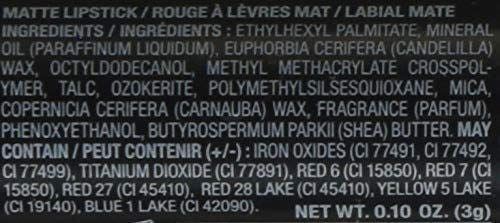 MATTE LIPSTICK / ROUGE À LÈVRES MAT / LABIAL MATE
INGREDIENTS / INGRÉDIENTS : ETHYLHEXYL PALMITATE, MINERAL
OIL (PARAFFINUM LIQUIDUM), EUPHORBIA CERIFERA (CANDELILLA)
WAX, OCTYLDODECANOL, METHYL METHACRYLATE CROSSPOL-
YMER, TALC, OZOKERITE, POLYMETHYLSILSESQUIOXANE, MICA,
COPERNICIA CERIFERA (CARNAUBA) WAX, FRAGRANCE (PARFUM),
PHENOXYETHANOL, BUTYROSPERMUM PARKII (SHEA) BUTTER. MAY
CONTAIN / PEUT CONTENIR (+/-) : IRON OXIDES (CI 77491, CI 77492,
CI 77499), TITANIUM DIOXIDE (CI 77891), RED 6 (CI 15850), RED 7 (CI
15850), RED 27 (CI 45410), RED 28 LAKE (CI 45410), YELLOW 5 LAKE
(CI 19140), BLUE 1 LAKE (CI 42090). NET WT. 0.10 OZ. (3g)